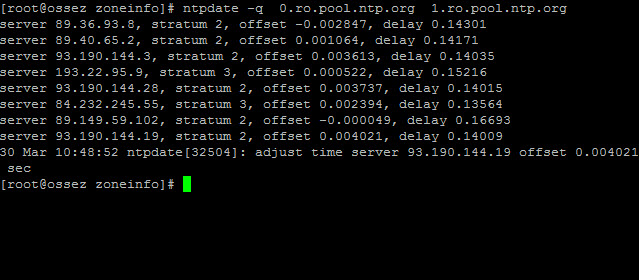 [root@ossez zoneinfo]# ntpdate -q  0.ro.pool.ntp.org  1.ro.pool.ntp.org
server 89.36.93.8, stratum 2, offset -0.002847, delay 0.14301
server 89.40.65.2, stratum 2, offset 0.001064, delay 0.14171
server 93.190.144.3, stratum 2, offset 0.003613, delay 0.14035
server 193.22.95.9, stratum 3, offset 0.000522, delay 0.15216
server 93.190.144.28, stratum 2, offset 0.003737, delay 0.14015
server 84.232.245.55, stratum 3, offset 0.002394, delay 0.13564
server 89.149.59.102, stratum 2, offset -0.000049, delay 0.16693
server 93.190.144.19, stratum 2, offset 0.004021, delay 0.14009
30 Mar 10:48:52 ntpdate[32504]: adjust time server 93.190.144.19 offset 0.004021
 sec
[root@ossez zoneinfo]#